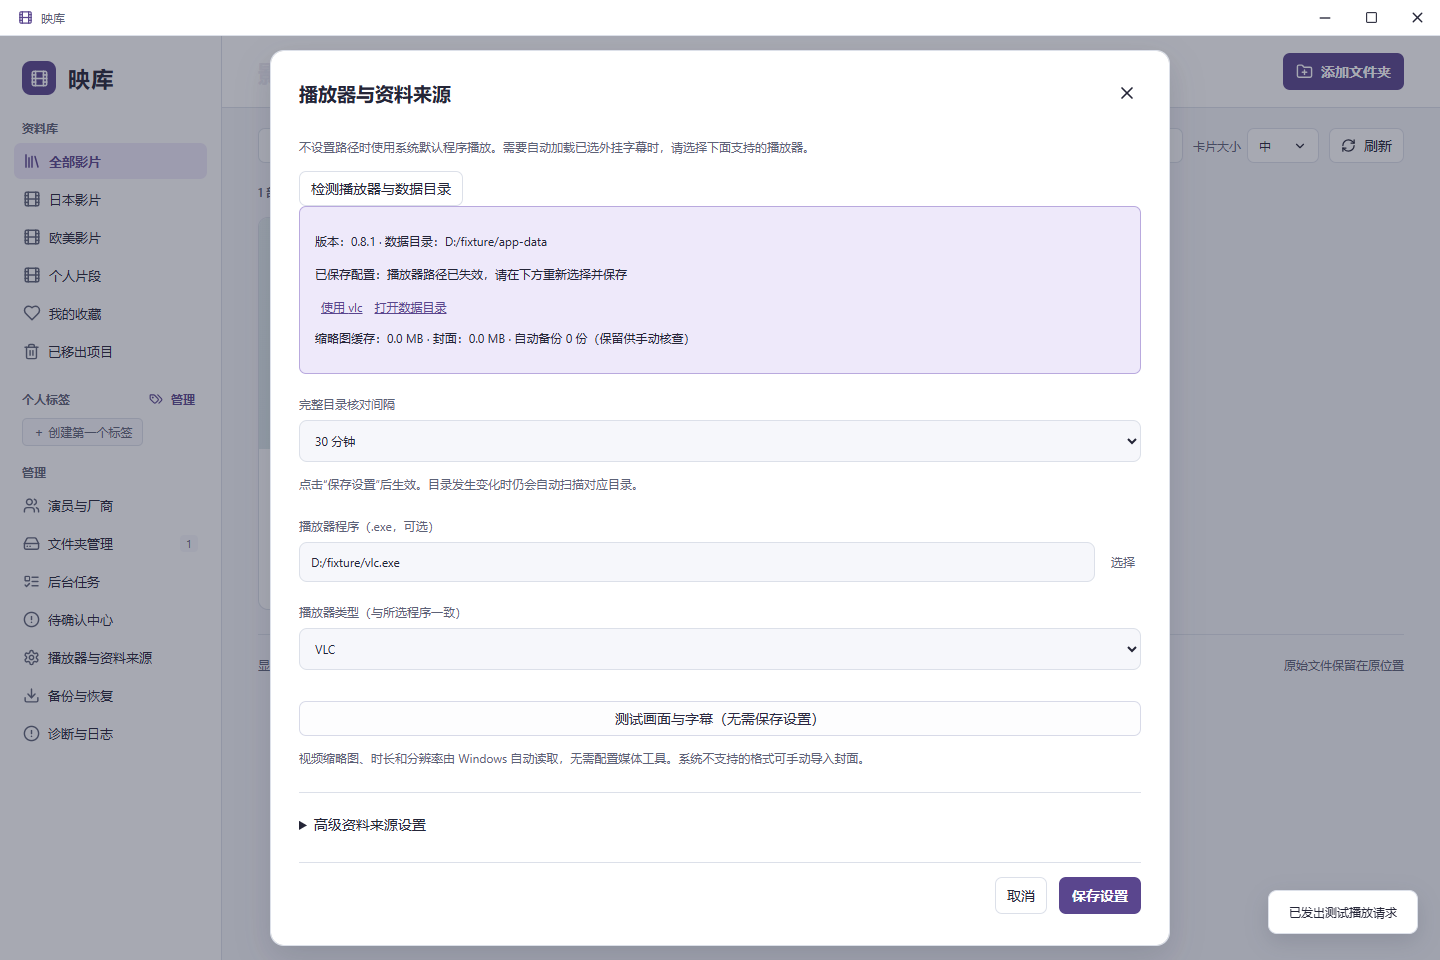 映库
映库
添加文件夹
资料库
全部影片
日本影片
欧美影片
个人片段
我的收藏
已移出项目
个人标签
管理
+ 创建第一个标签
管理
演员与厂商
文件夹管理
1
后台任务
待确认中心
播放器与资料来源
备份与恢复
诊断与日志
卡片大小
中
刷新
1
播放器与资料来源
不设置路径时使用系统默认程序播放。需要自动加载已选外挂字幕时，请选择下面支持的播放器。
检测播放器与数据目录
版本：0.8.1 · 数据目录：D:/fixture/app-data
已保存配置：播放器路径已失效，请在下方重新选择并保存
使用 vlc 打开数据目录
缩略图缓存：0.0 MB · 封面：0.0 MB · 自动备份 0 份（保留供手动核查）
完整目录核对间隔
30 分钟
点击“保存设置”后生效。目录发生变化时仍会自动扫描对应目录。
播放器程序（.exe，可选）
D:/fixture/vlc.exe
选择
播放器类型（与所选程序一致）
VLC
测试画面与字幕（无需保存设置）
视频缩略图、时长和分辨率由 Windows 自动读取，无需配置媒体工具。系统不支持的格式可手动导入封面。
高级资料来源设置
取消
保存设置
显
原始文件保留在原位置
已发出测试播放请求